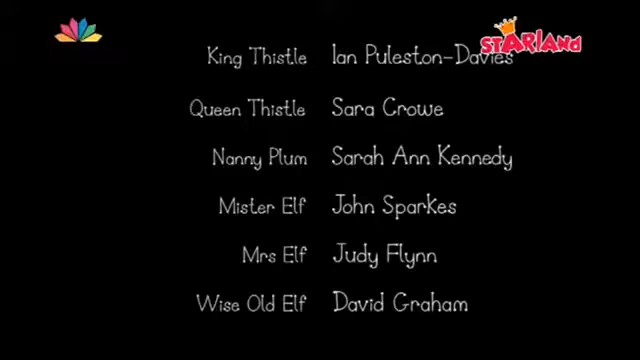 STARLAND
King Thistle Ian Puleston-Davies
Queen Thistle Sara Crowe
Nanny Plum Sarah Ann Kennedy
Mister Elf John Sparkes
Mrs Elf Judy Flynn
Wise Old Elf David Graham